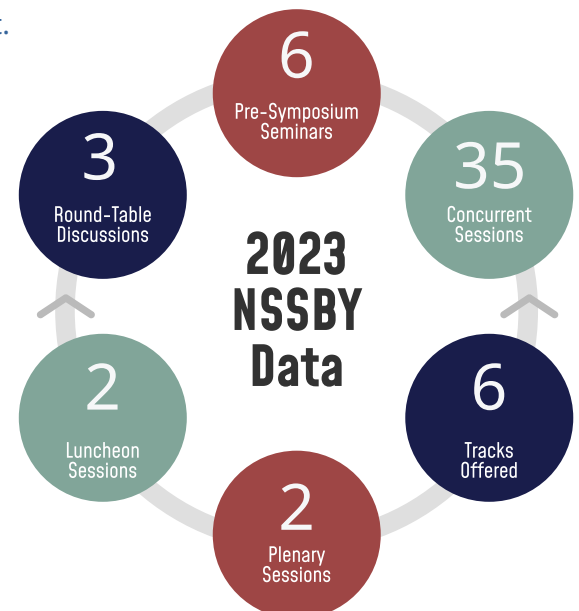 t.
6
Pre-Symposium
Seminars
3
Round-Table
Discussions
35
Concurrent
Sessions
2023
NSSBY
Data
2
Luncheon
Sessions
6
Tracks
Offered
2
Plenary
Sessions